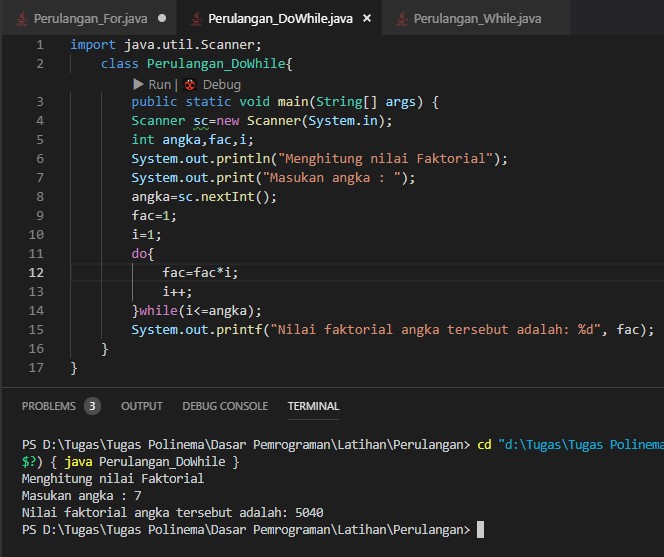 Perulangan_For.java Perulangan_DoWhile.java Perulangan_While.java
1 import java.util.Scanner;
2 class Perulangan_DoWhile{
Run | Debug
3 public static void main(String[] args) {
4 Scanner sc=new Scanner(System.in);
5 int angka,fac,i;
6 System.out.println("Menghitung nilai Faktorial");
7 System.out.print("Masukan angka : ");
8 angka=sc.nextInt();
9 fac=1;
10 i=1;
11 do{
12 fac=fac*i;
13 i++;
14 }while(i<=angka);
15 System.out.printf("Nilai faktorial angka tersebut adalah: %d", fac);
16 }
17 }
PROBLEMS 3 OUTPUT DEBUG CONSOLE TERMINAL
PS D:\Tugas\Tugas Polinema\Dasar Pemrograman\Latihan\Perulangan> cd "d:\Tugas\Tugas Polinema
$?) { java Perulangan_DoWhile }
Menghitung nilai Faktorial
Masukan angka : 7
Nilai faktorial angka tersebut adalah: 5040
PS D:\Tugas\Tugas Polinema\Dasar Pemrograman\Latihan\Perulangan>